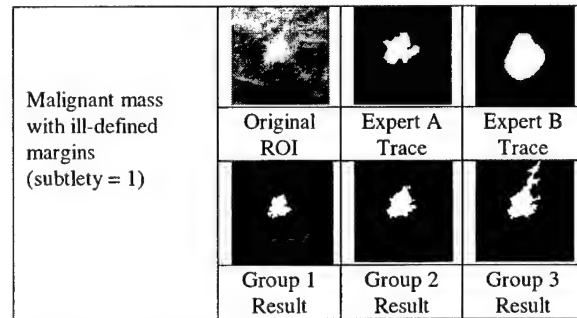 Malignant mass
with ill-defined
margins
(subtlety = 1)
Original
ROI
Expert A
Trace
Expert B
Trace
Group 1
Result
Group 2
Result
Group 3
Result